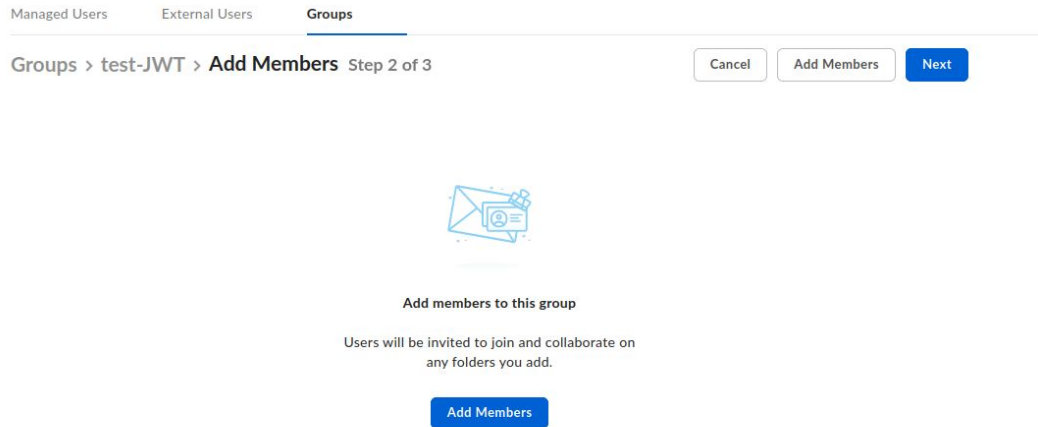 Managed Users External Users Groups
Groups > test-JWT > Add Members Step 2 of 3 Cancel Add Members Next
Add members to this group
Users will be invited to join and collaborate on
any folders you add.
Add Members